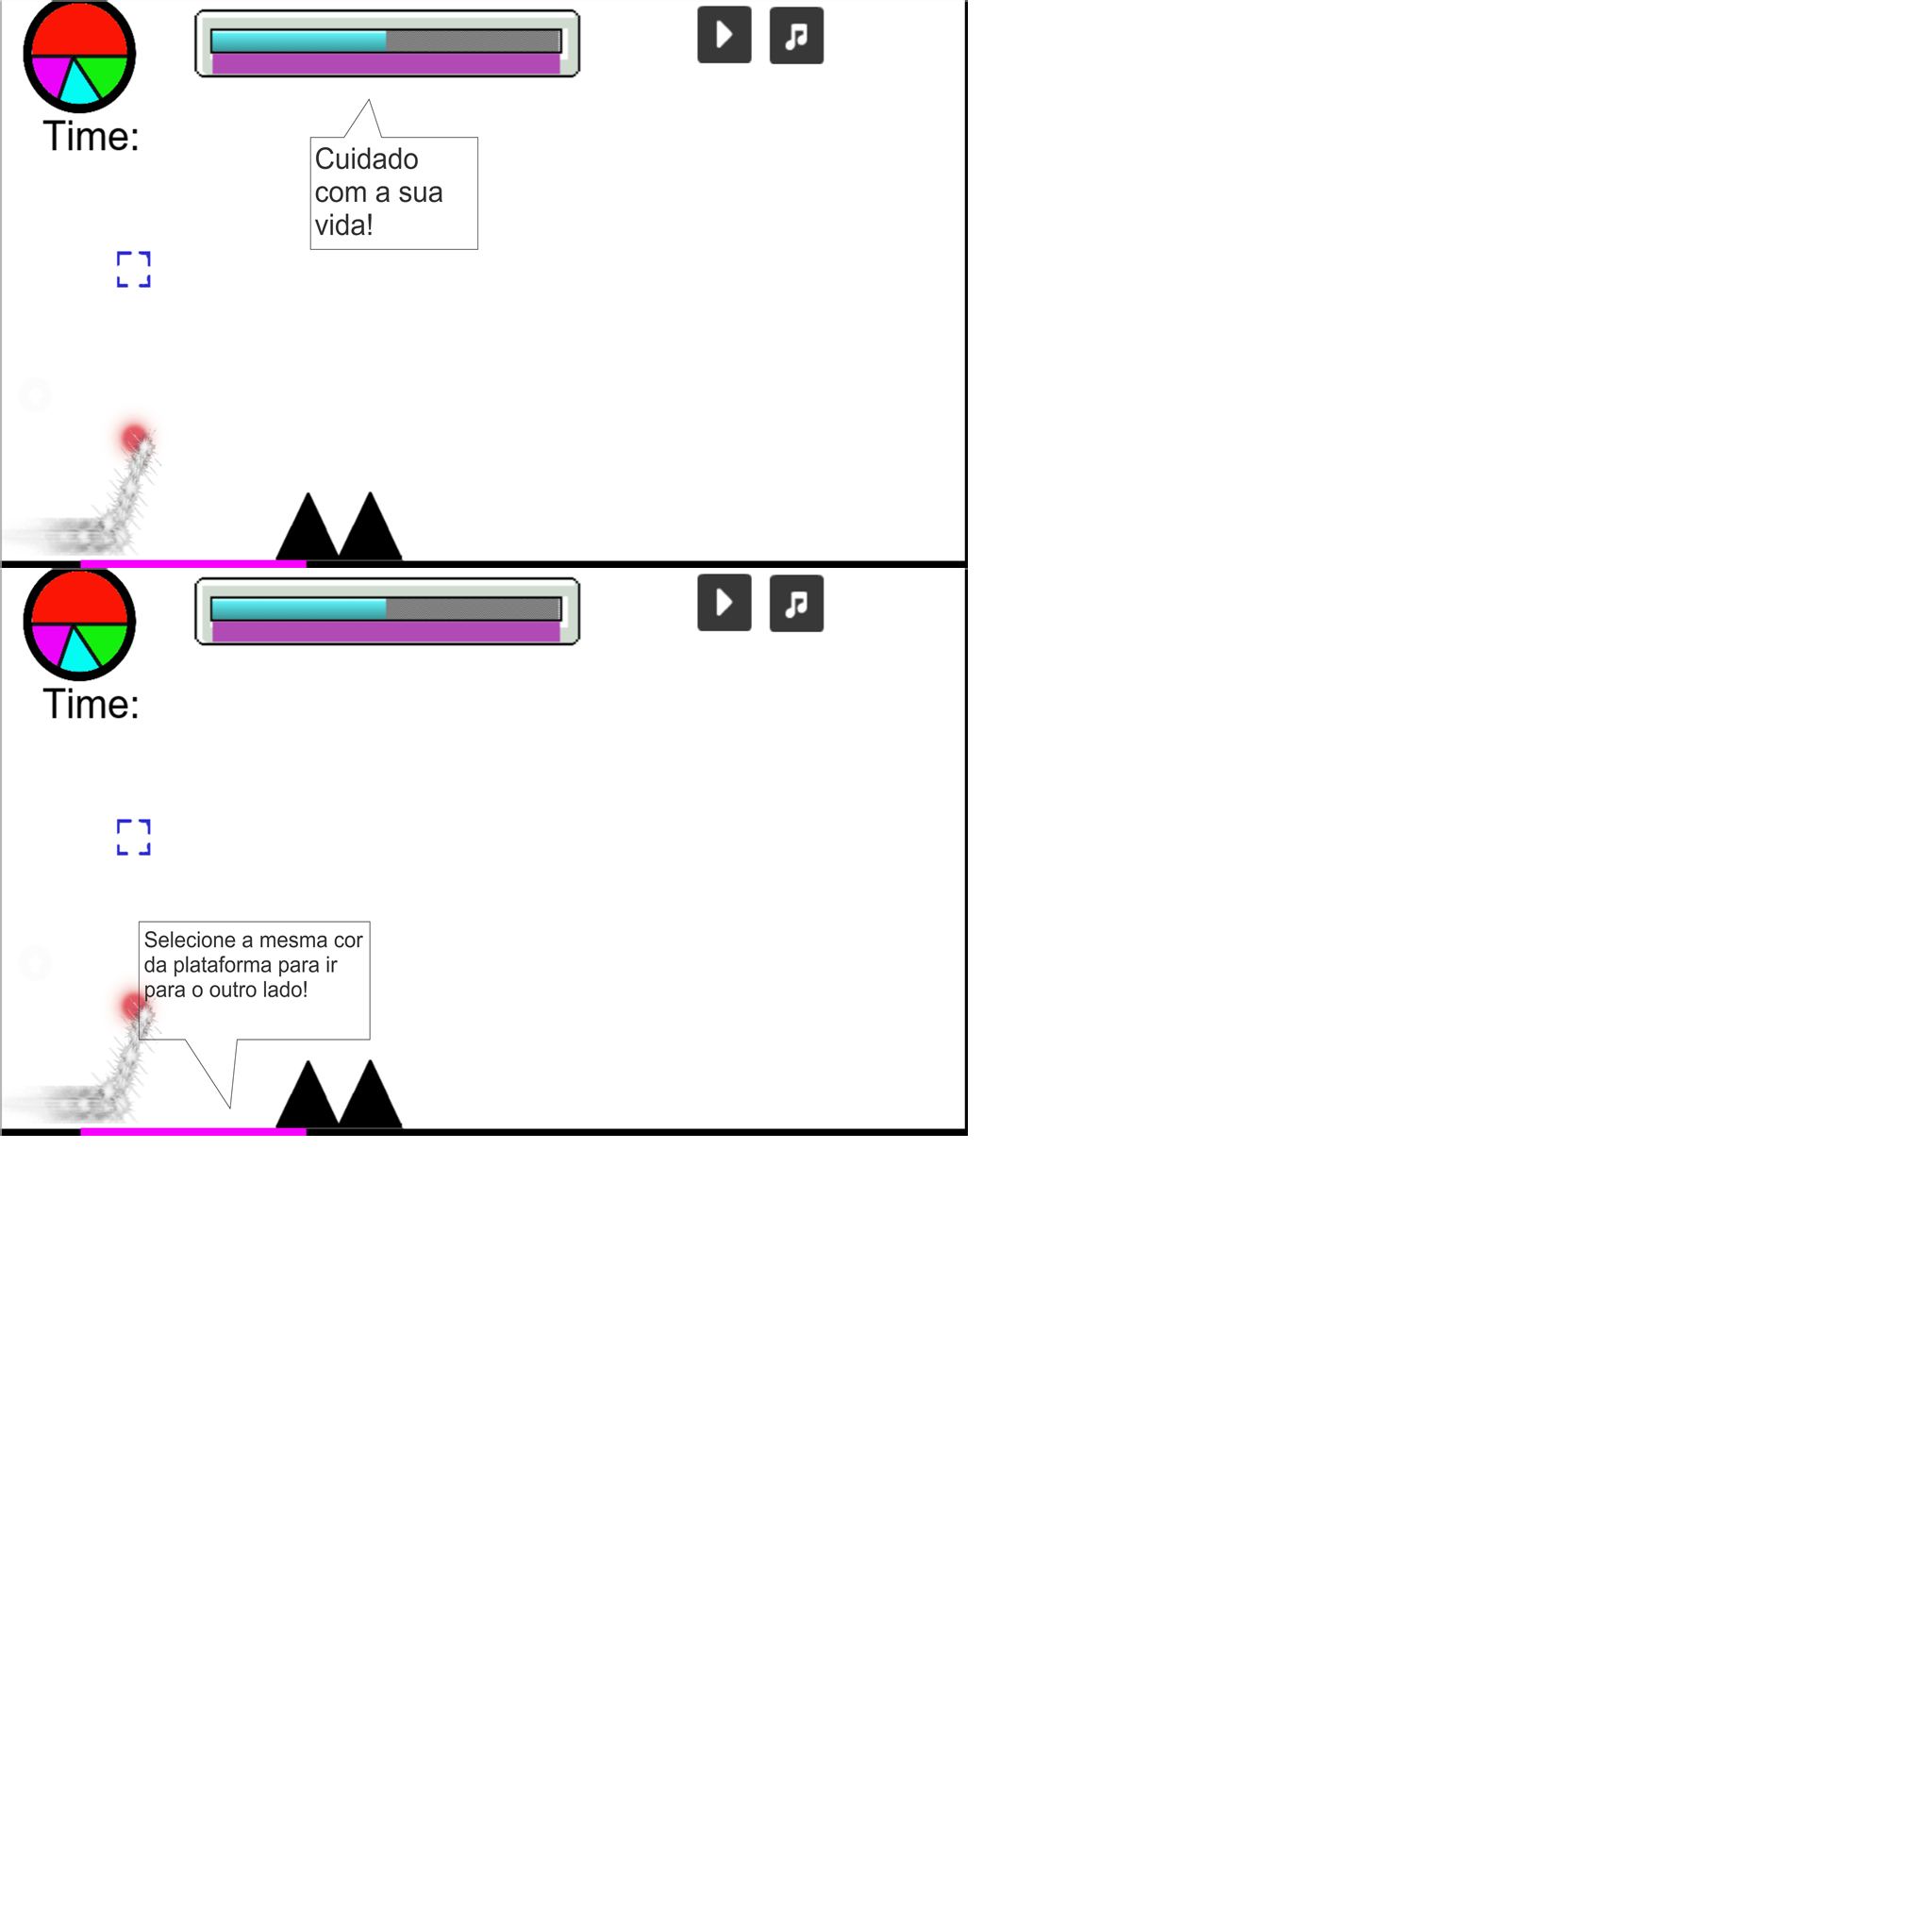 Time:
Cuidado
com a sua
vida!
Time:
Selecione a mesma cor
da plataforma para ir
para o outro lado!